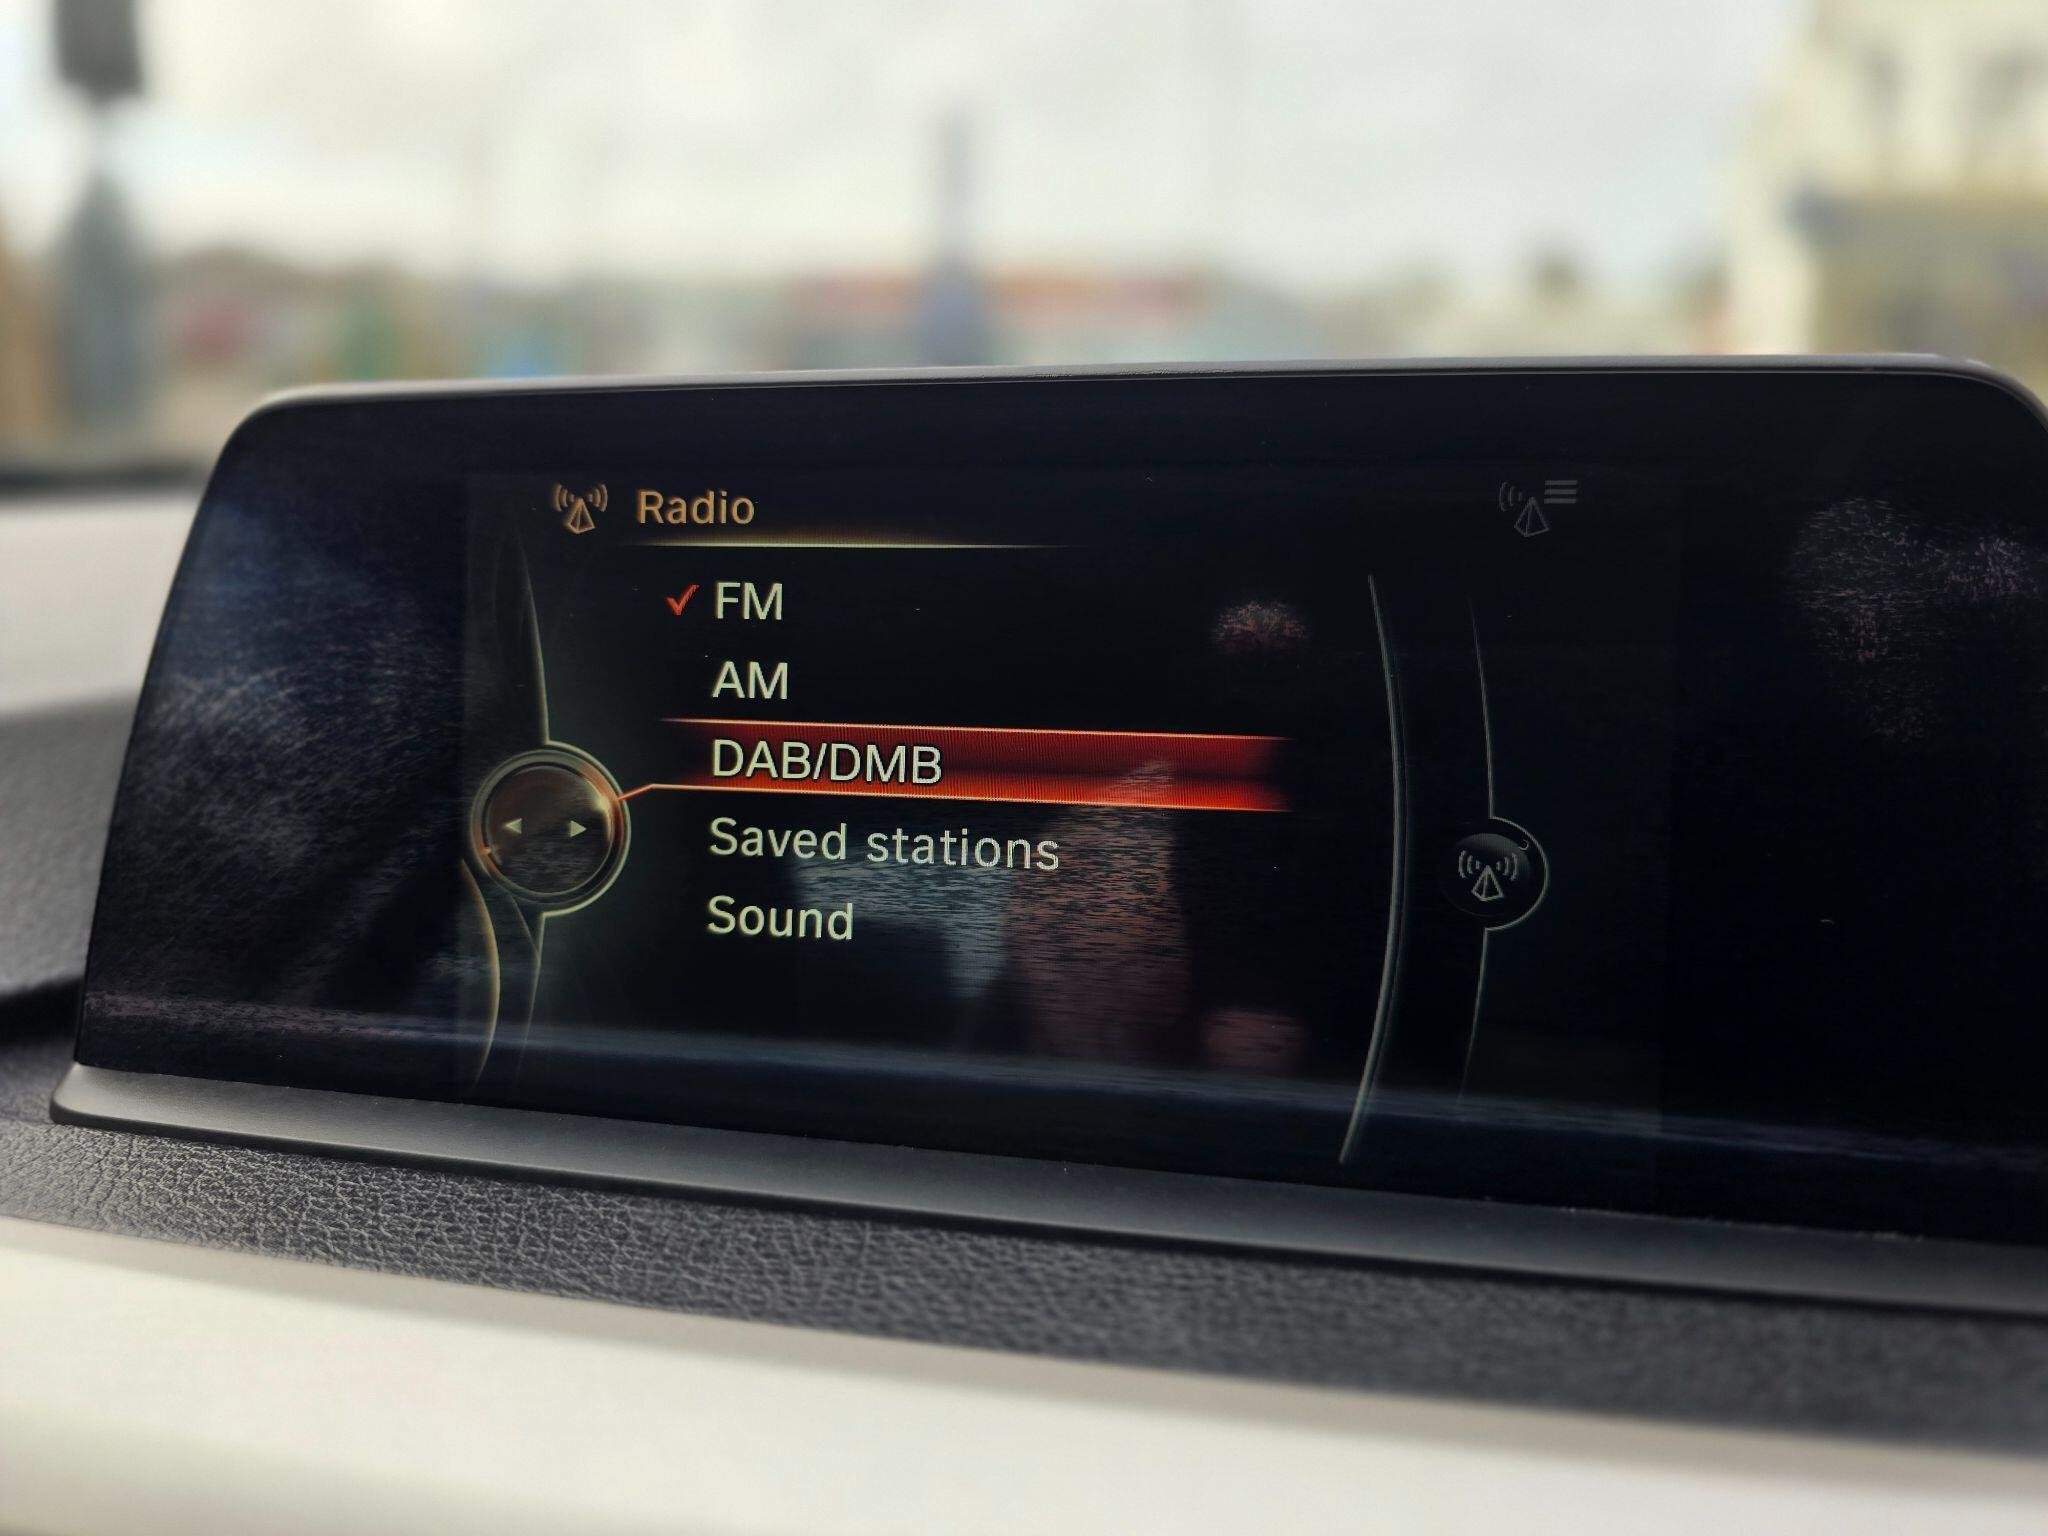 Radio
FM
AM
DAB/DMB
Saved stations
Sound